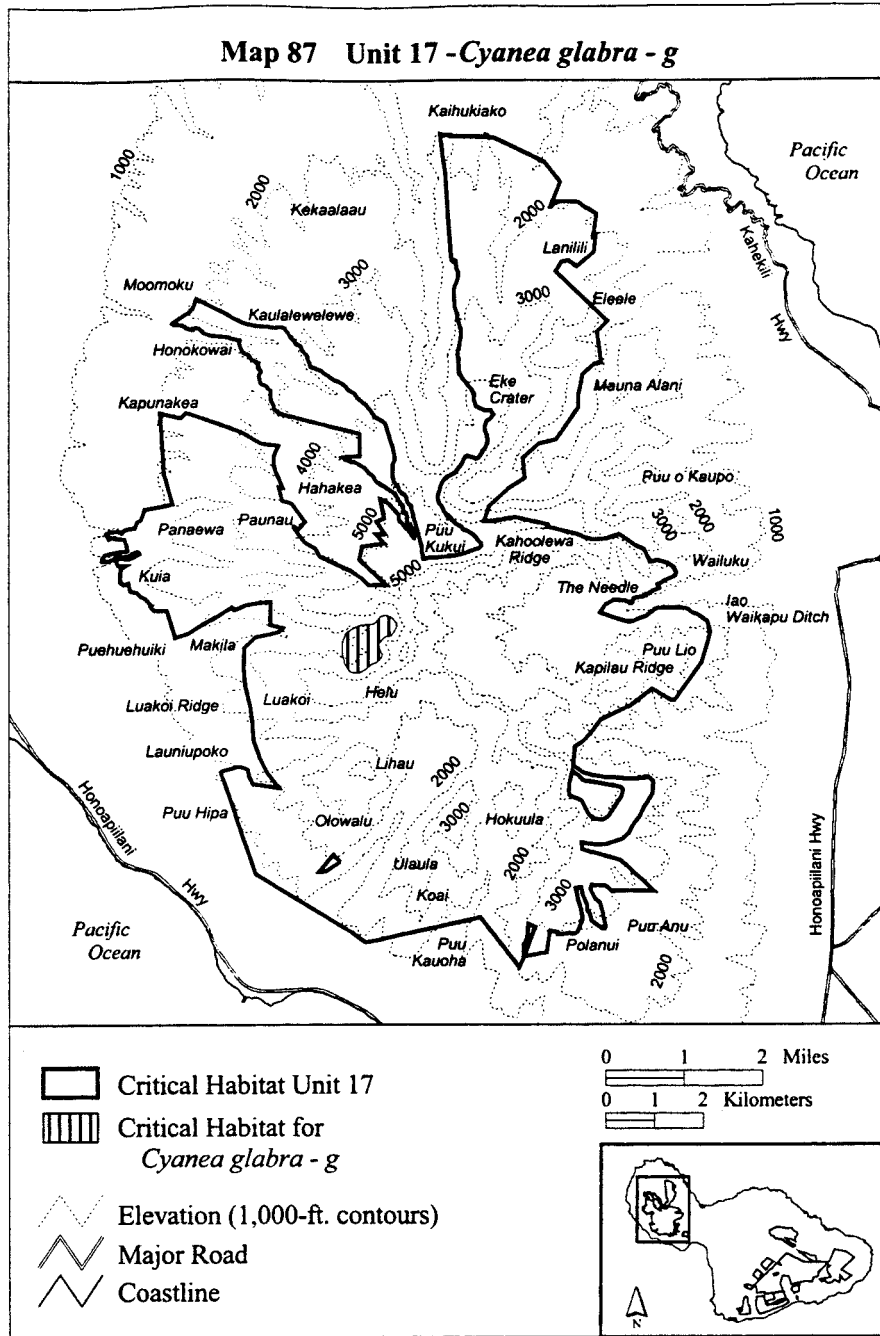 Map 87 Unit 17 - Cyanea glabra - g
Kaihukiako
Pacific
Ocean
1000
2000
Kekaalaau
2000
Lanilili
Kahekili
Hwy
3000
Moomoku
Kaulalewelewe
3000
Eleele
Honokowai
Eke
Crater
Mauna Alani
Kapunakea
4000
Hahakea
Puu o Kaupo
3000
2000
1000
Panaewa
Paunau
5000
Puu
Kukui
Kahoolewa
Ridge
Wailuku
Kuia
5000
The Needle
Iao
Waikapu Ditch
Puehuehuiki
Makila
Puu Lio
Kapilau Ridge
Luakoi Ridge
Luakoi
Helu
Launiupoko
Lihau
2000
Honoapiilani
Hwy
Puu Hipa
Olowalu
3000
Hokuula
Ulaula
2000
Koai
3000
Honoapiilani Hwy
Pacific
Ocean
Puu
Kauoha
Polanui
Puu Anu
2000
Critical Habitat Unit 17
Critical Habitat for
Cyanea glabra - g
Elevation (1,000-ft. contours)
Major Road
Coastline
0 1 2 Miles
0 1 2 Kilometers
N